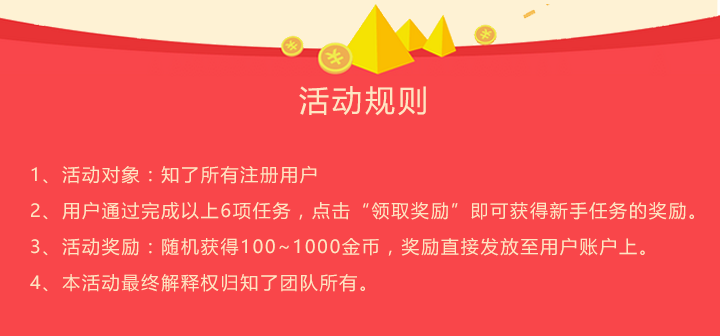 活动规则
1、活动对象：知了所有注册用户
2、用户通过完成以上6项任务，点击“领取奖励”即可获得新手任务的奖励。
3、活动奖励：随机获得100~1000金币，奖励直接发放至用户账户上。
4、本活动最终解释权归知了团队所有。